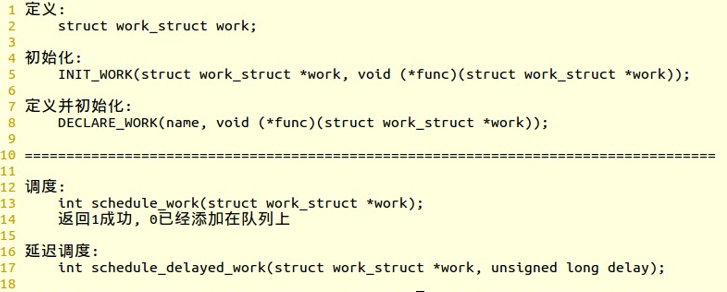 1 定义:
2     struct work_struct work;
3
4 初始化:
5     INIT_WORK(struct work_struct *work, void (*func)(struct work_struct *work));
6
7 定义并初始化:
8     DECLARE_WORK(name, void (*func)(struct work_struct *work));
9
10 ====================================================================================
11
12 调度:
13     int schedule_work(struct work_struct *work);
14     返回1成功, 0已经添加在队列上
15
16 延迟调度:
17     int schedule_delayed_work(struct work_struct *work, unsigned long delay);
18